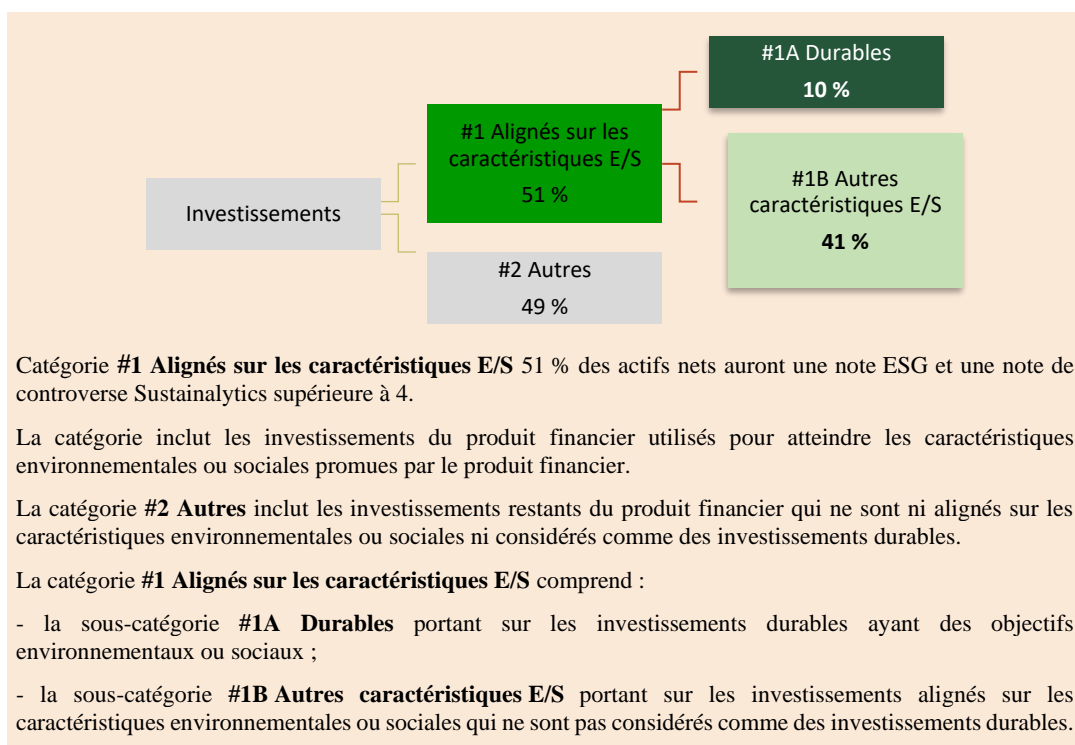 #1A Durables
10 %
#1 Alignés sur les
caractéristiques E/S
51 %
#1B Autres
caractéristiques E/S
41 %
Investissements
#2 Autres
49 %
Catégorie #1 Alignés sur les caractéristiques E/S 51 % des actifs nets auront une note ESG et une note de
controverse Sustainalytics supérieure à 4.
La catégorie inclut les investissements du produit financier utilisés pour atteindre les caractéristiques
environnementales ou sociales promues par le produit financier.
La catégorie #2 Autres inclut les investissements restants du produit financier qui ne sont ni alignés sur les
caractéristiques environnementales ou sociales ni considérés comme des investissements durables.
La catégorie #1 Alignés sur les caractéristiques E/S comprend :
- la sous-catégorie #1A Durables portant sur les investissements durables ayant des objectifs
environnementaux ou sociaux ;
- la sous-catégorie #1B Autres caractéristiques E/S portant sur les investissements alignés sur les
caractéristiques environnementales ou sociales qui ne sont pas considérés comme des investissements durables.